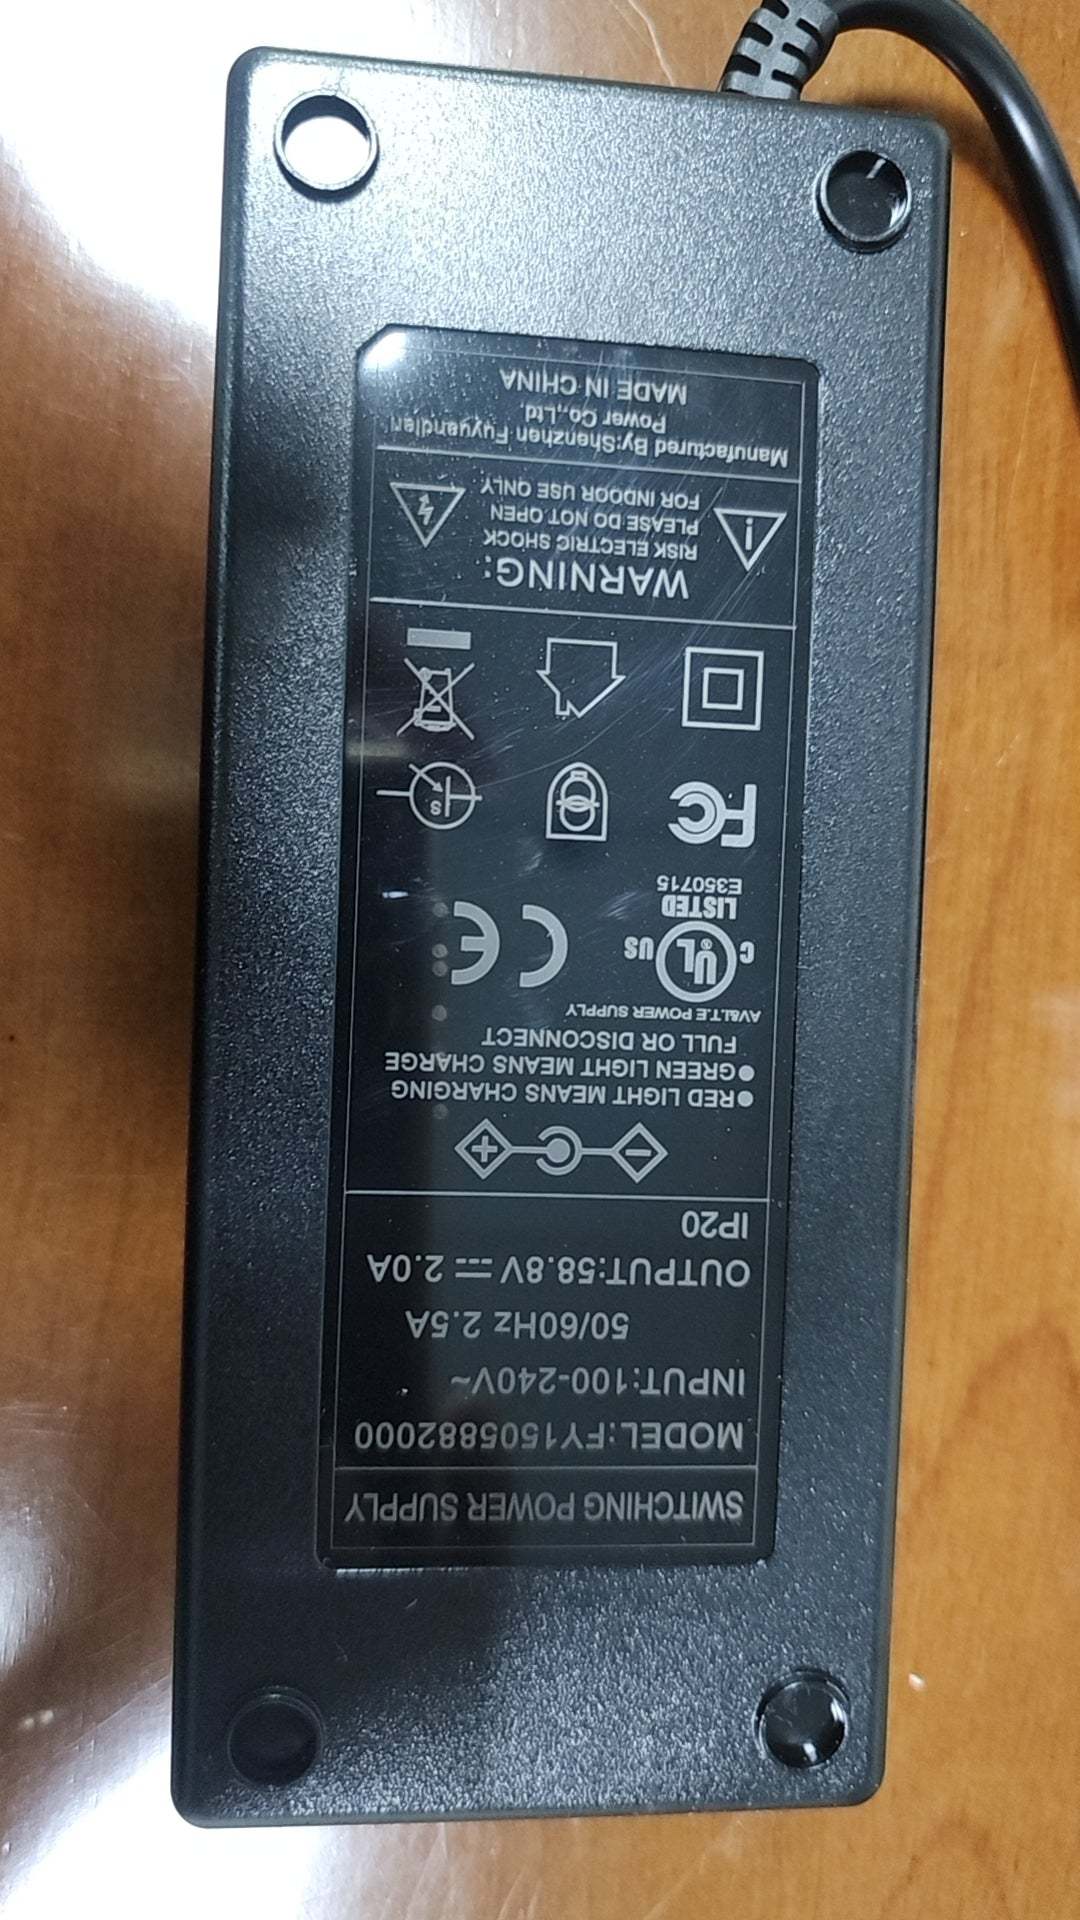 SWITCHING POWER SUPPLY
MODEL:FY1505882000
INPUT:100-240V~
50/60Hz 2.5A
OUTPUT:58.8V⎓2.0A
IP20
●RED LIGHT MEANS CHARGING
●GREEN LIGHT MEANS CHARGE
FULL OR DISCONNECT
AV&I.T.E POWER SUPPLY
C UL US CE
LISTED
E350715
FC
S
WARNING:
RISK ELECTRIC SHOCK
PLEASE DO NOT OPEN
FOR INDOOR USE ONLY
Manufactured By:Shenzhen Fuyuandian
Power Co.,Ltd.
MADE IN CHINA